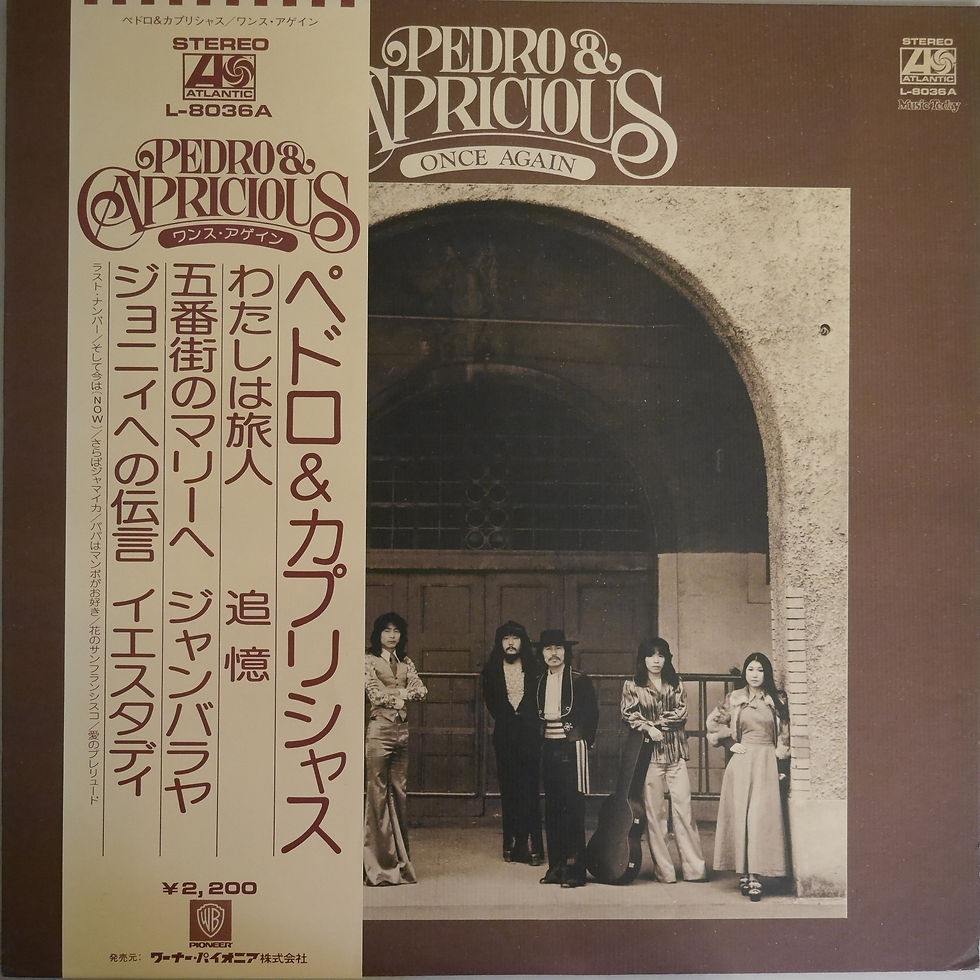 ペドロ&カプリシャス/ワンス・アゲイン
STEREO
ATLANTIC
L-8036A
PEDRO &
CAPRICIOUS
ワンス・アゲイン
ペドロ&カプリシャス
わたしは旅人 追憶
五番街のマリーへ ジャンバラヤ
ジョニィへの伝言 イエスタディ
ラスト・ナンバー/そして今は(NOW)/さらばジャマイカ/パパはマンボがお好き/花のサンフランシスコ/愛のプレリュード
¥2,200
WB
PIONEER
発売元: ワーナー・パイオニア株式会社
PEDRO &
APRICIOUS
ONCE AGAIN
STEREO
ATLANTIC
L-8036A
Music Today